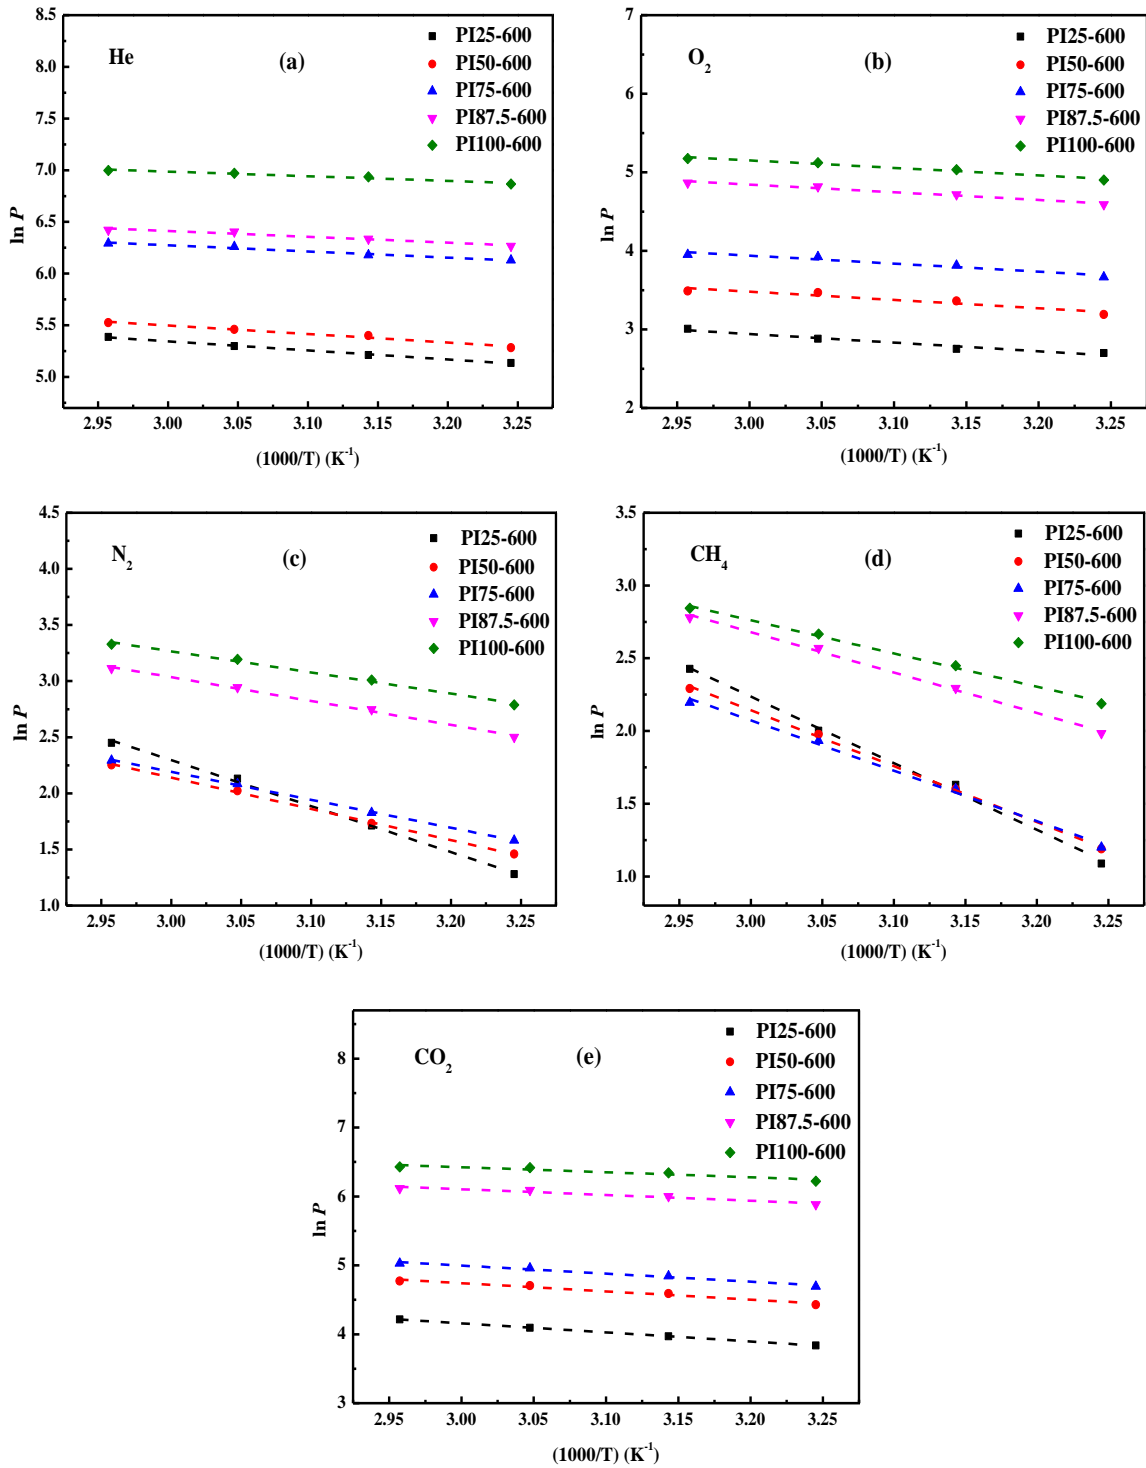 He
(a)
PI25-600
PI50-600
PI75-600
PI87.5-600
PI100-600
8.5
8.0
7.5
7.0
6.5
6.0
5.5
5.0
ln P
2.95 3.00 3.05 3.10 3.15 3.20 3.25
(1000/T) (K⁻¹)
O₂
(b)
PI25-600
PI50-600
PI75-600
PI87.5-600
PI100-600
7
6
5
4
3
2
ln P
2.95 3.00 3.05 3.10 3.15 3.20 3.25
(1000/T) (K⁻¹)
N₂
(c)
PI25-600
PI50-600
PI75-600
PI87.5-600
PI100-600
4.5
4.0
3.5
3.0
2.5
2.0
1.5
1.0
ln P
2.95 3.00 3.05 3.10 3.15 3.20 3.25
(1000/T) (K⁻¹)
CH₄
(d)
PI25-600
PI50-600
PI75-600
PI87.5-600
PI100-600
3.5
3.0
2.5
2.0
1.5
1.0
ln P
2.95 3.00 3.05 3.10 3.15 3.20 3.25
(1000/T) (K⁻¹)
CO₂
(e)
PI25-600
PI50-600
PI75-600
PI87.5-600
PI100-600
8
7
6
5
4
3
ln P
2.95 3.00 3.05 3.10 3.15 3.20 3.25
(1000/T) (K⁻¹)